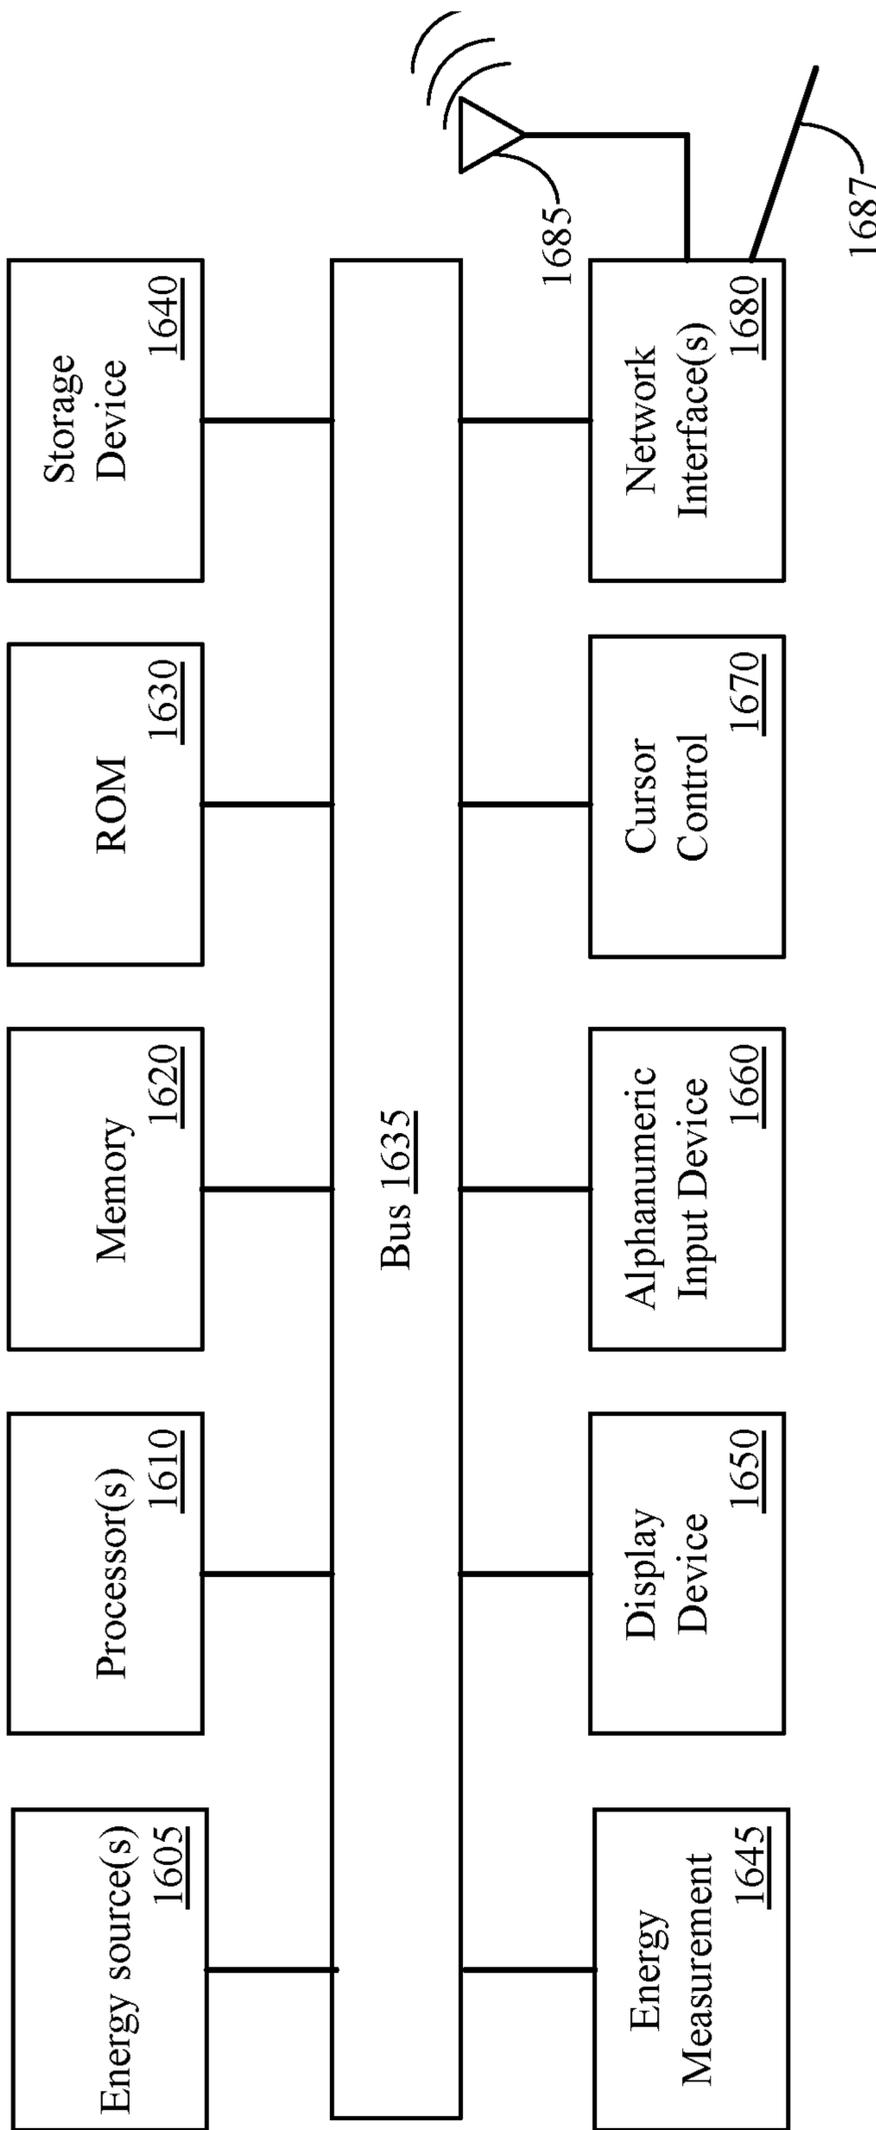 Energy source(s)
1605
Processor(s)
1610
Memory
1620
ROM
1630
Storage
Device
1640
Bus 1635
Energy
Measurement
1645
Display
Device
1650
Alphanumeric
Input Device
1660
Cursor
Control
1670
Network
Interface(s)
1680
1685
1687